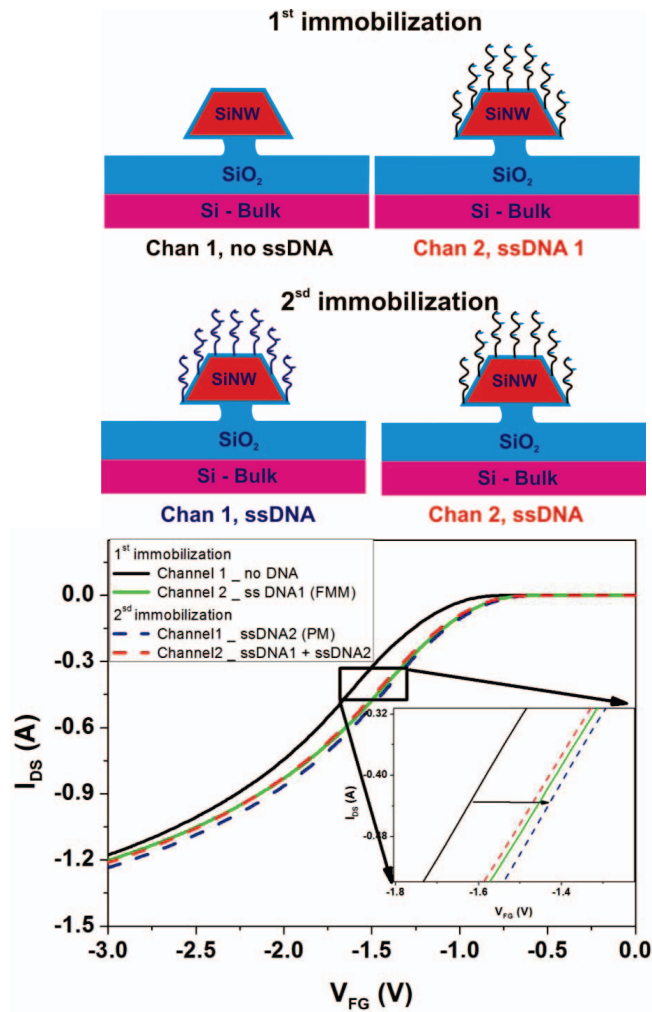 1st immobilization
SiNW
SiNW
SiO2
SiO2
Si - Bulk
Si - Bulk
Chan 1, no ssDNA
Chan 2, ssDNA 1
2sd immobilization
SiNW
SiNW
SiO2
SiO2
Si - Bulk
Si - Bulk
Chan 1, ssDNA
Chan 2, ssDNA
1st immobilization
Channel 1 _ no DNA
Channel 2 _ ss DNA1 (FMM)
2sd immobilization
Channel1 _ ssDNA2 (PM)
Channel2 _ ssDNA1 + ssDNA2
0.0
-0.3
-0.6
-0.9
-1.2
-1.5
IDS (A)
-0.32
-0.40
IDS (A)
-1.8
-1.6
-1.4
VFG (V)
-3.0
-2.5
-2.0
-1.5
-1.0
-0.5
0.0
VFG (V)